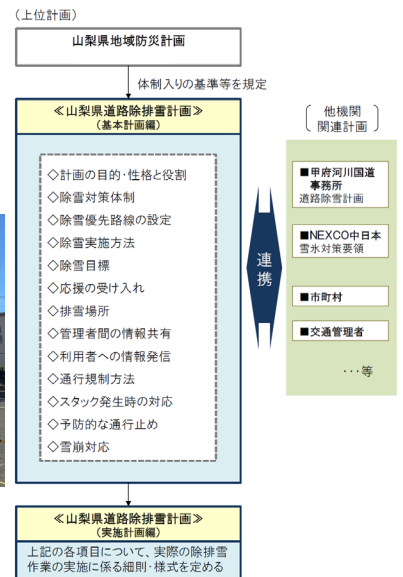 （上位計画）
山梨県地域防災計画
体制入りの基準等を規定
≪山梨県道路除排雪計画≫
（基本計画編）
◇計画の目的・性格と役割
◇除雪対策体制
◇除雪優先路線の設定
◇除雪実施方法
◇除雪目標
◇応援の受け入れ
◇排雪場所
◇管理者間の情報共有
◇利用者への情報発信
◇通行規制方法
◇スタック発生時の対応
◇予防的な通行止め
◇雪崩対応
連携
他機関
関連計画
■甲府河川国道
事務所
道路除雪計画
■NEXCO中日本
雪氷対策要領
■市町村
■交通管理者
･･･等
≪山梨県道路除排雪計画≫
（実施計画編）
上記の各項目について、実際の除排雪
作業の実施に係る細則・様式を定める